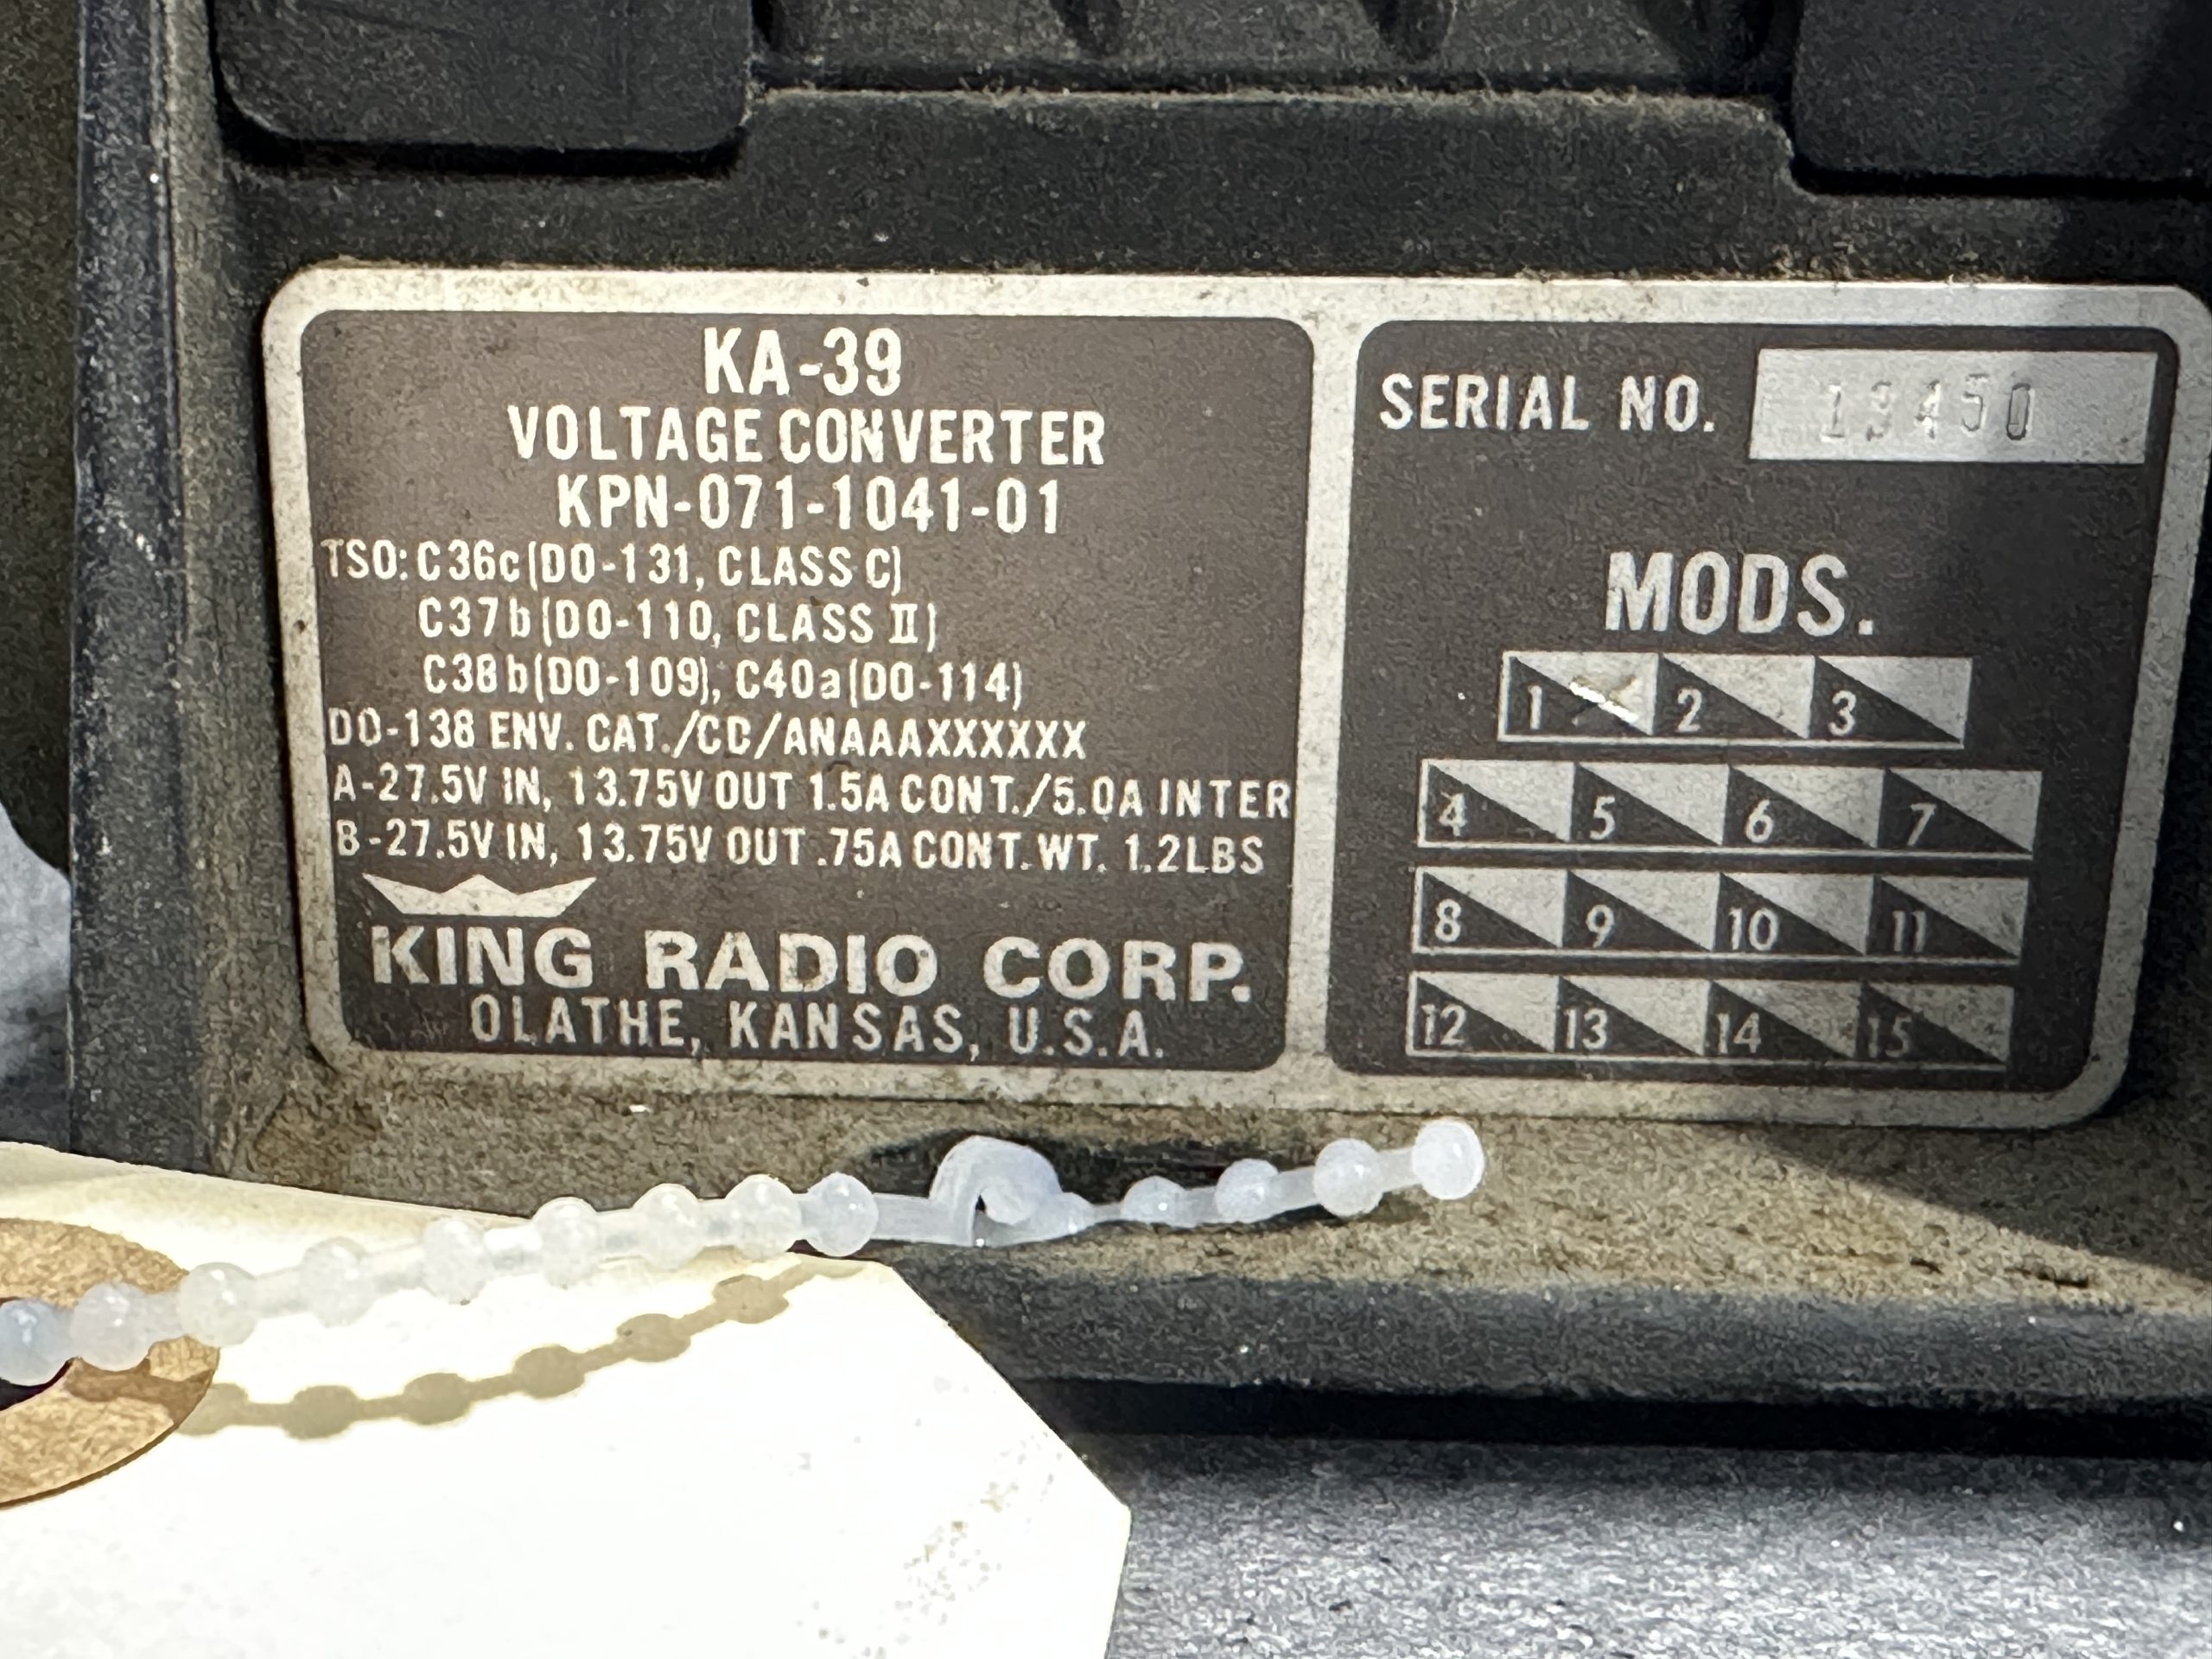 KA-39
VOLTAGE CONVERTER
KPN-071-1041-01
TSO: C36c(DO-131, CLASS C)
C37b(DO-110, CLASS II)
C38b(DO-109), C40a(DO-114)
DO-138 ENV. CAT./CD/ANAAAXXXXXX
A-27.5V IN, 13.75V OUT 1.5A CONT./5.0A INTER
B-27.5V IN, 13.75V OUT .75A CONT. WT. 1.2LBS
KING RADIO CORP.
OLATHE, KANSAS, U.S.A.
SERIAL NO. 19450
MODS.
1 2 3
4 5 6 7
8 9 10 11
12 13 14 15